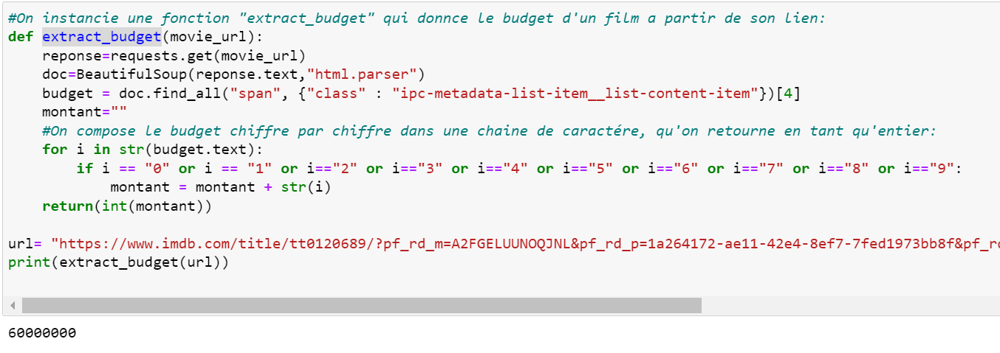 #On instancie une fonction "extract_budget" qui donnce le budget d'un film a partir de son lien:
def extract_budget(movie_url):
    reponse=requests.get(movie_url)
    doc=BeautifulSoup(reponse.text,"html.parser")
    budget = doc.find_all("span", {"class" : "ipc-metadata-list-item__list-content-item"})[4]
    montant=""
    #On compose le budget chiffre par chiffre dans une chaine de caractére, qu'on retourne en tant qu'entier:
    for i in str(budget.text):
        if i == "0" or i == "1" or i=="2" or i=="3" or i=="4" or i=="5" or i=="6" or i=="7" or i=="8" or i=="9":
            montant = montant + str(i)
    return(int(montant))
url= "https://www.imdb.com/title/tt0120689/?pf_rd_m=A2FGELUUNOQJNL&pf_rd_p=1a264172-ae11-42e4-8ef7-7fed1973bb8f&pf_rd
print(extract_budget(url))
60000000